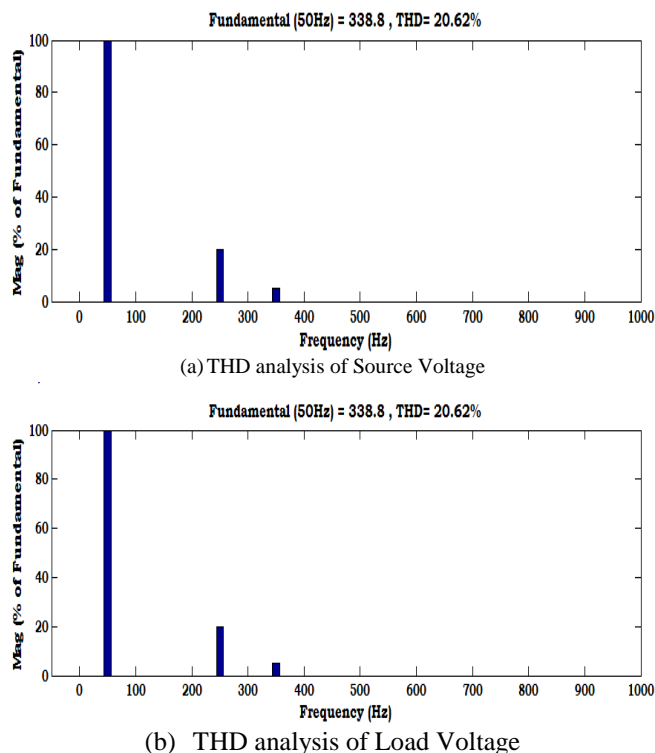 Fundamental (50Hz) = 338.8 , THD= 20.62%
Mag (% of Fundamental)
100
80
60
40
20
0
0 100 200 300 400 500 600 700 800 900 1000
Frequency (Hz)
(a) THD analysis of Source Voltage
Fundamental (50Hz) = 338.8 , THD= 20.62%
Mag (% of Fundamental)
100
80
60
40
20
0
0 100 200 300 400 500 600 700 800 900 1000
Frequency (Hz)
(b) THD analysis of Load Voltage